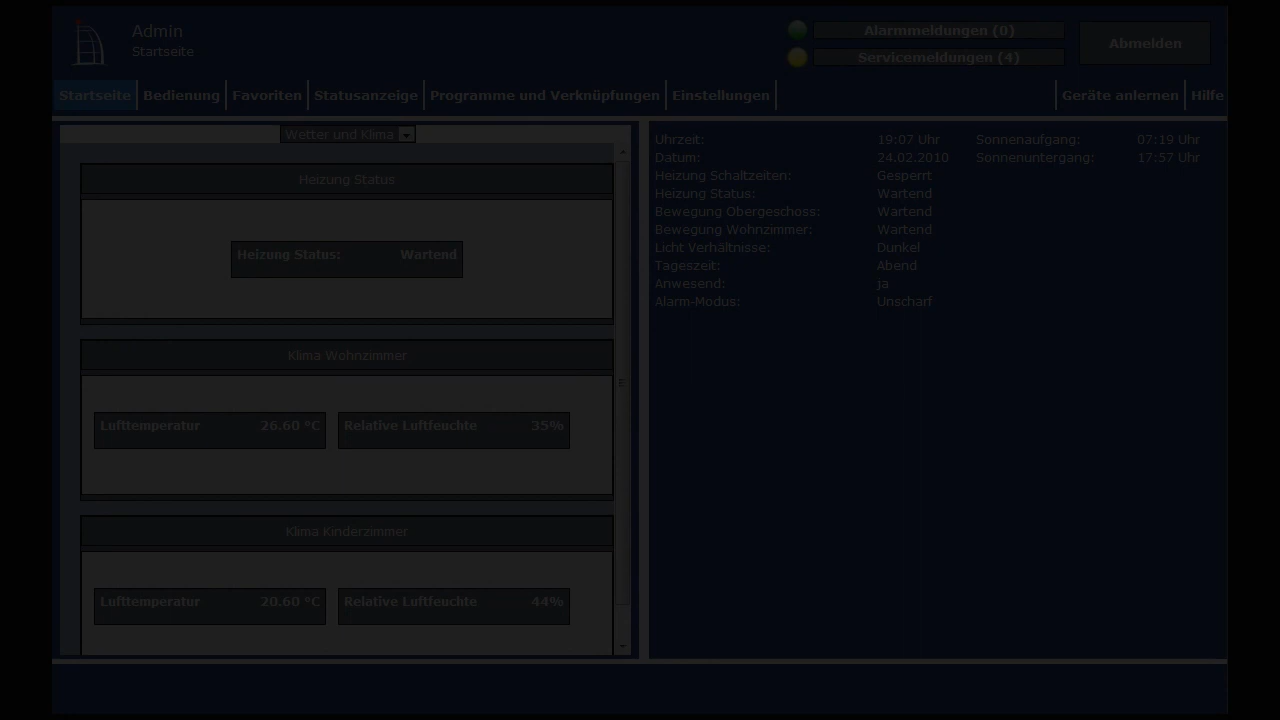 Admin
Startseite
Alarmmeldungen (0)
Servicemeldungen (4)
Abmelden
Startseite Bedienung Favoriten Statusanzeige Programme und Verknüpfungen Einstellungen Geräte anlernen Hilfe
Wetter und Klima
Heizung Status
Heizung Status: Wartend
Klima Wohnzimmer
Lufttemperatur 26.60 °C Relative Luftfeuchte 35%
Klima Kinderzimmer
Lufttemperatur 20.60 °C Relative Luftfeuchte 44%
Uhrzeit: 19:07 Uhr Sonnenaufgang: 07:19 Uhr
Datum: 24.02.2010 Sonnenuntergang: 17:57 Uhr
Heizung Schaltzeiten: Gesperrt
Heizung Status: Wartend
Bewegung Obergeschoss: Wartend
Bewegung Wohnzimmer: Wartend
Licht Verhältnisse: Dunkel
Tageszeit: Abend
Anwesend: ja
Alarm-Modus: Unscharf